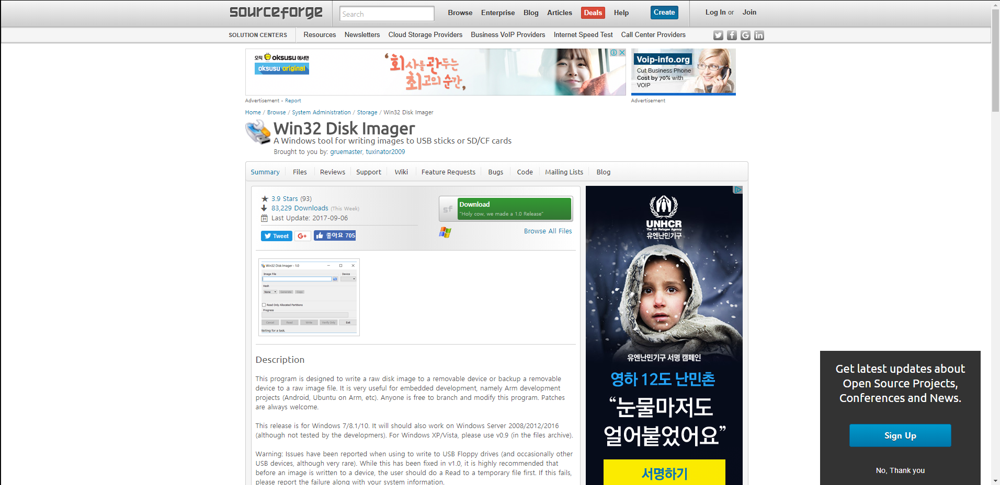 sourceforge
Search
Browse Enterprise Blog Articles Deals Help Create Log In or Join
SOLUTION CENTERS Resources Newsletters Cloud Storage Providers Business VoIP Providers Internet Speed Test Call Center Providers
오직 oksusu 에서만
oksusu original
‘회사를 관두는
최고의 순간,
Voip-info.org
Cut Business Phone
Cost by 70% with
VOIP
Advertisement - Report
Advertisement
Home / Browse / System Administration / Storage / Win32 Disk Imager
Win32 Disk Imager
A Windows tool for writing images to USB sticks or SD/CF cards
Brought to you by: gruemaster, tuxinator2009
Summary Files Reviews Support Wiki Feature Requests Bugs Code Mailing Lists Blog
3.9 Stars (93)
83,229 Downloads (This Week)
31 Last Update: 2017-09-06
Tweet G+ 좋아요 705
sf
Download
"Holy cow, we made a 1.0 Release"
Browse All Files
Win32 Disk Imager - 1.0
Image File Device
Hash
None Generate Copy
Read Only Allocated Partitions
Progress
Cancel Read Write Verify Only Exit
Waiting for a task.
Description
This program is designed to write a raw disk image to a removable device or backup a removable
device to a raw image file. It is very useful for embedded development, namely Arm development
projects (Android, Ubuntu on Arm, etc). Anyone is free to branch and modify this program. Patches
are always welcome.
This release is for Windows 7/8.1/10. It will should also work on Windows Server 2008/2012/2016
(although not tested by the developmers). For Windows XP/Vista, please use v0.9 (in the files archive).
Warning: Issues have been reported when using to write to USB Floppy drives (and occasionally other
USB devices, although very rare). While this has been fixed in v1.0, it is highly recommended that
before an image is written to a device, the user should do a Read to a temporary file first. If this fails,
please report the failure along with your system information.
UNHCR
The UN Refugee Agency
유엔난민기구
유엔난민기구 서명 캠페인
영하 12도 난민촌
“눈물마저도
얼어붙었어요”
서명하기
Get latest updates about
Open Source Projects,
Conferences and News.
Sign Up
No, Thank you